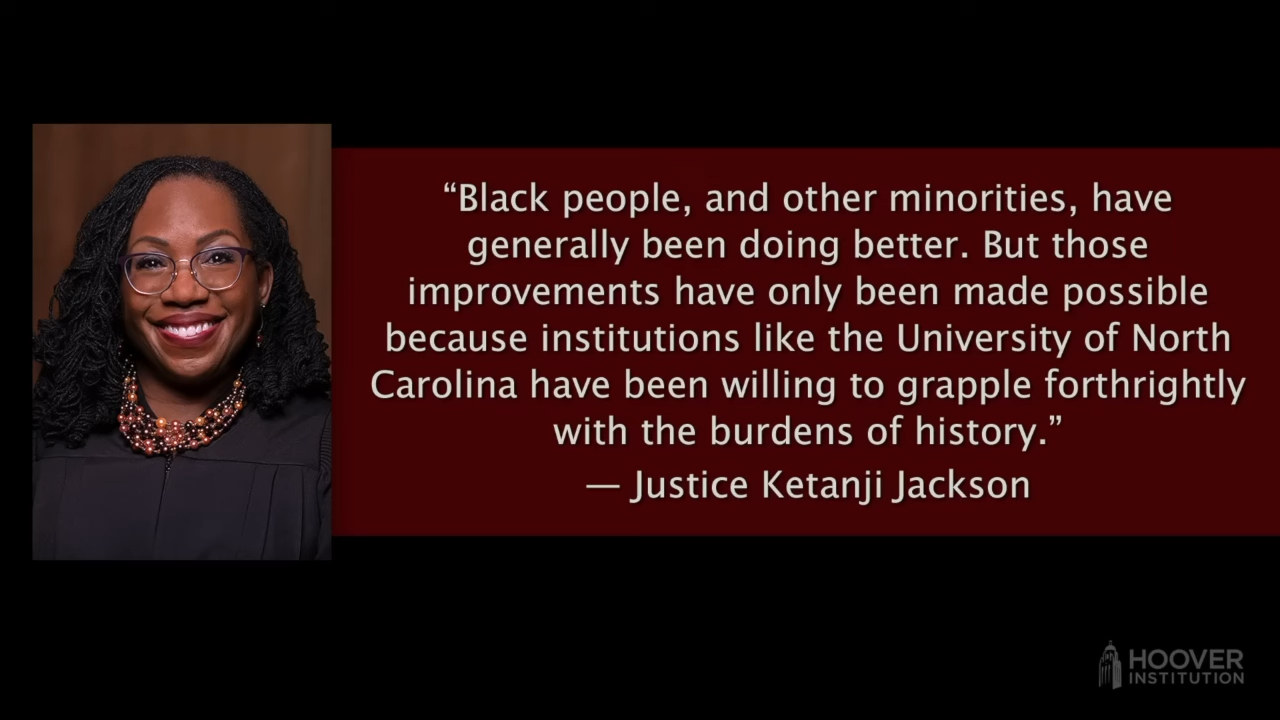 “Black people, and other minorities, have
generally been doing better. But those
improvements have only been made possible
because institutions like the University of North
Carolina have been willing to grapple forthrightly
with the burdens of history.”
— Justice Ketanji Jackson
HOOVER
INSTITUTION